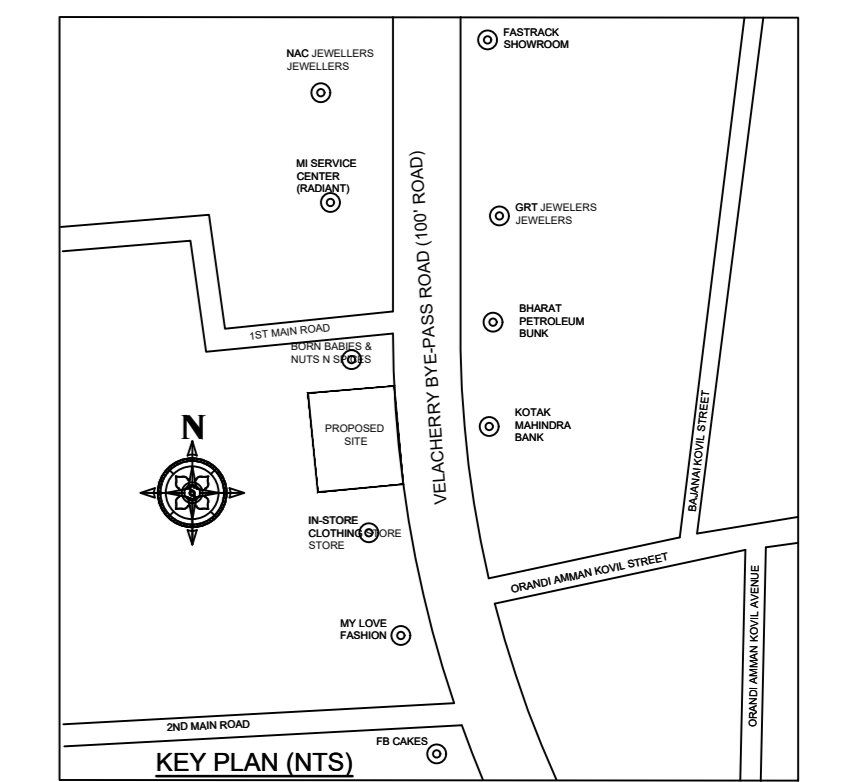 FASTRACK
SHOWROOM
NAC JEWELLERS
JEWELLERS
MI SERVICE
CENTER
(RADIANT)
GRT JEWELERS
JEWELERS
VELACHERRY BYE-PASS ROAD (100' ROAD)
BHARAT
PETROLEUM
BUNK
1ST MAIN ROAD
BORN BABIES &
NUTS N SPICES
PROPOSED
SITE
KOTAK
MAHINDRA
BANK
BAJANAI KOVIL STREET
N
IN-STORE
CLOTHING STORE
STORE
ORANDI AMMAN KOVIL STREET
ORANDI AMMAN KOVIL AVENUE
MY LOVE
FASHION
2ND MAIN ROAD
FB CAKES
KEY PLAN (NTS)